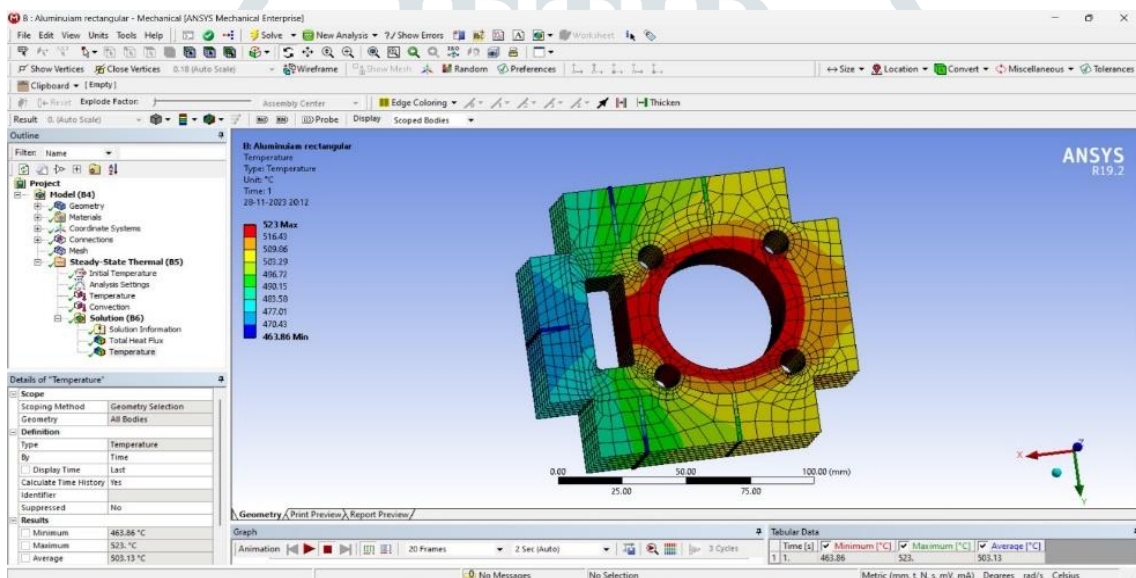 B : Aluminuiam rectangular - Mechanical [ANSYS Mechanical Enterprise]
File Edit View Units Tools Help Solve New Analysis ?/ Show Errors Worksheet
Show Vertices Close Vertices 0.18 (Auto Scale) Wireframe Show Mesh Random Preferences Size Location Convert Miscellaneous Tolerances
Clipboard [Empty]
Reset Explode Factor: Assembly Center Edge Coloring Thicken
Result 0. (Auto Scale) Probe Display Scoped Bodies
Outline
Filter: Name
Project
Model (B4)
Geometry
Materials
Coordinate Systems
Connections
Mesh
Steady-State Thermal (B5)
Initial Temperature
Analysis Settings
Temperature
Convection
Solution (B6)
Solution Information
Total Heat Flux
Temperature
B: Aluminuiam rectangular
Temperature
Type: Temperature
Unit: °C
Time: 1
28-11-2023 20:12
523 Max
516.43
509.86
503.29
496.72
490.15
483.58
477.01
470.43
463.86 Min
ANSYS
R19.2
0.00 50.00 100.00 (mm)
25.00 75.00
X
Y
Z
Details of "Temperature"
Scope
Scoping Method Geometry Selection
Geometry All Bodies
Definition
Type Temperature
By Time
Display Time Last
Calculate Time History Yes
Identifier
Suppressed No
Results
Minimum 463.86 °C
Maximum 523. °C
Average 503.13 °C
Geometry Print Preview Report Preview
Graph
Animation 20 Frames 2 Sec (Auto) 3 Cycles
Tabular Data
Time [s] Minimum [°C] Maximum [°C] Average [°C]
1 1. 463.86 523. 503.13
No Messages No Selection Metric (mm, t, N, s, mV, mA) Degrees rad/s Celsius